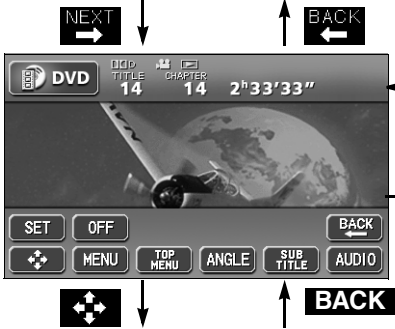 NEXT BACK
DVD
TITLE CHAPTER
14 14 2h33'33"
SET OFF BACK
MENU TOP MENU ANGLE SUB TITLE AUDIO
BACK